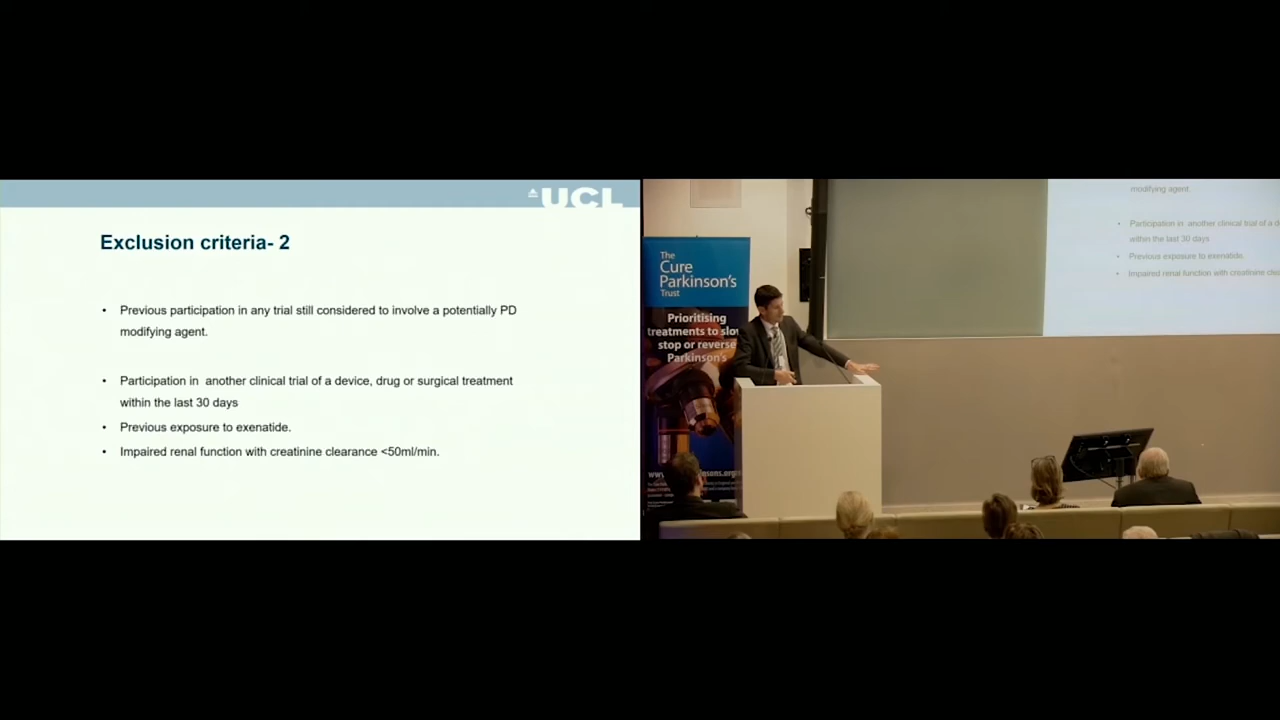 UCL
Exclusion criteria- 2
• Previous participation in any trial still considered to involve a potentially PD
modifying agent.
• Participation in another clinical trial of a device, drug or surgical treatment
within the last 30 days
• Previous exposure to exenatide.
• Impaired renal function with creatinine clearance <50ml/min.
The
Cure
Parkinson's
Trust
Prioritising
treatments to slow
stop or reverse
Parkinson's
modifying agent.
• Participation in another clinical trial of a d
within the last 30 days
• Previous exposure to exenatide.
• Impaired renal function with creatinine